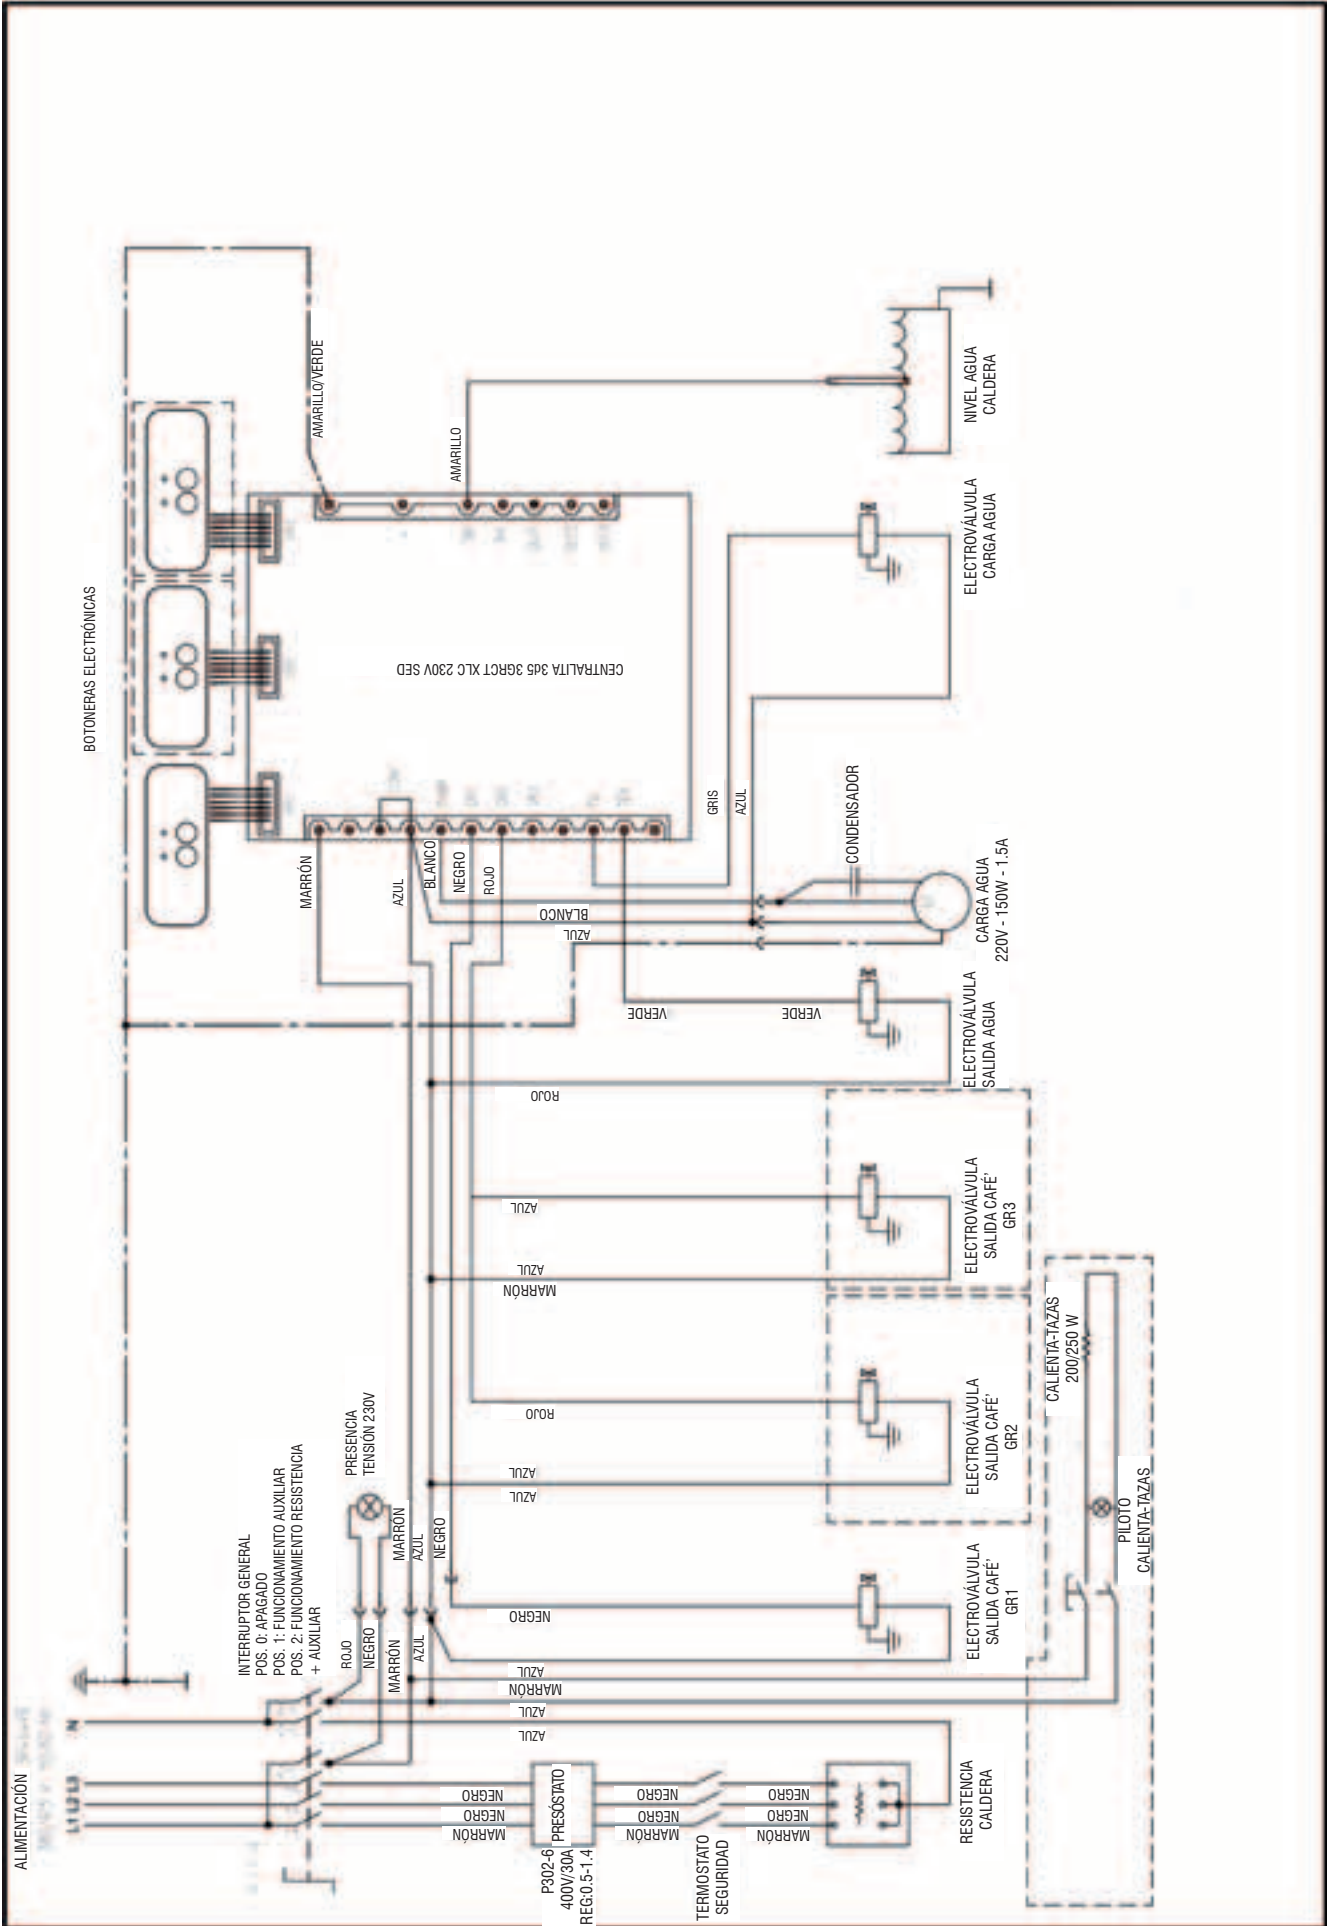 ALIMENTACIÓN
L1 L2 L3
N
INTERRUPTOR GENERAL
POS. 0: APAGADO
POS. 1: FUNCIONAMIENTO AUXILIAR
POS. 2: FUNCIONAMIENTO RESISTENCIA
+ AUXILIAR
PRESENCIA
TENSIÓN 230V
ROJO
NEGRO
MARRÓN
AZUL
MARRÓN
AZUL
NEGRO
BOTONERAS ELECTRÓNICAS
AMARILLO/VERDE
AMARILLO
CENTRALITA 3d5 3GRCT XLC 230V SED
MARRÓN
AZUL
BLANCO
NEGRO
ROJO
GRIS
AZUL
BLANCO
AZUL
VERDE
VERDE
ROJO
AZUL
AZUL
MARRÓN
ROJO
AZUL
AZUL
NEGRO
AZUL
MARRÓN
AZUL
AZUL
NEGRO
NEGRO
MARRÓN
P302-6
400V/30A
REG:0.5-1.4
PRESÓSTATO
NEGRO
NEGRO
MARRÓN
TERMOSTATO
SEGURIDAD
NEGRO
NEGRO
MARRÓN
RESISTENCIA
CALDERA
ELECTROVÁLVULA
SALIDA CAFÉ'
GR1
ELECTROVÁLVULA
SALIDA CAFÉ'
GR2
ELECTROVÁLVULA
SALIDA CAFÉ'
GR3
ELECTROVÁLVULA
SALIDA AGUA
CARGA AGUA
220V - 150W - 1.5A
CONDENSADOR
ELECTROVÁLVULA
CARGA AGUA
NIVEL AGUA
CALDERA
CALIENTA-TAZAS
200/250 W
PILOTO
CALIENTA-TAZAS